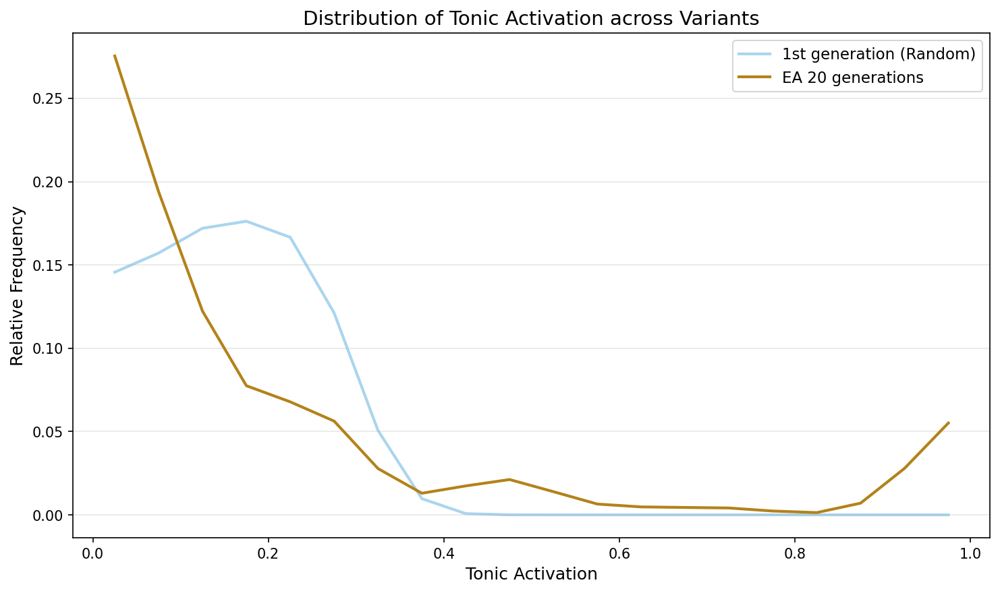 Distribution of Tonic Activation across Variants
1st generation (Random)
EA 20 generations
Relative Frequency
0.25
0.20
0.15
0.10
0.05
0.00
0.0 0.2 0.4 0.6 0.8 1.0
Tonic Activation